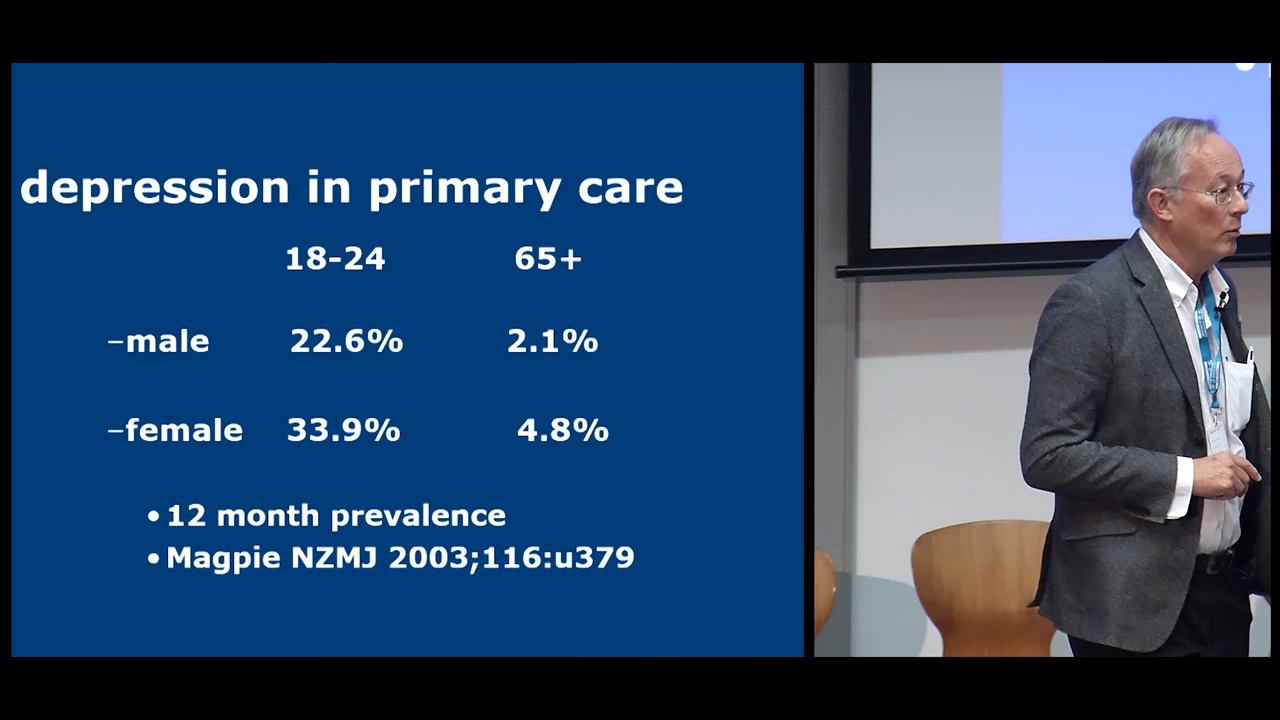 depression in primary care
18-24 65+
–male 22.6% 2.1%
–female 33.9% 4.8%
• 12 month prevalence
• Magpie NZMJ 2003;116:u379